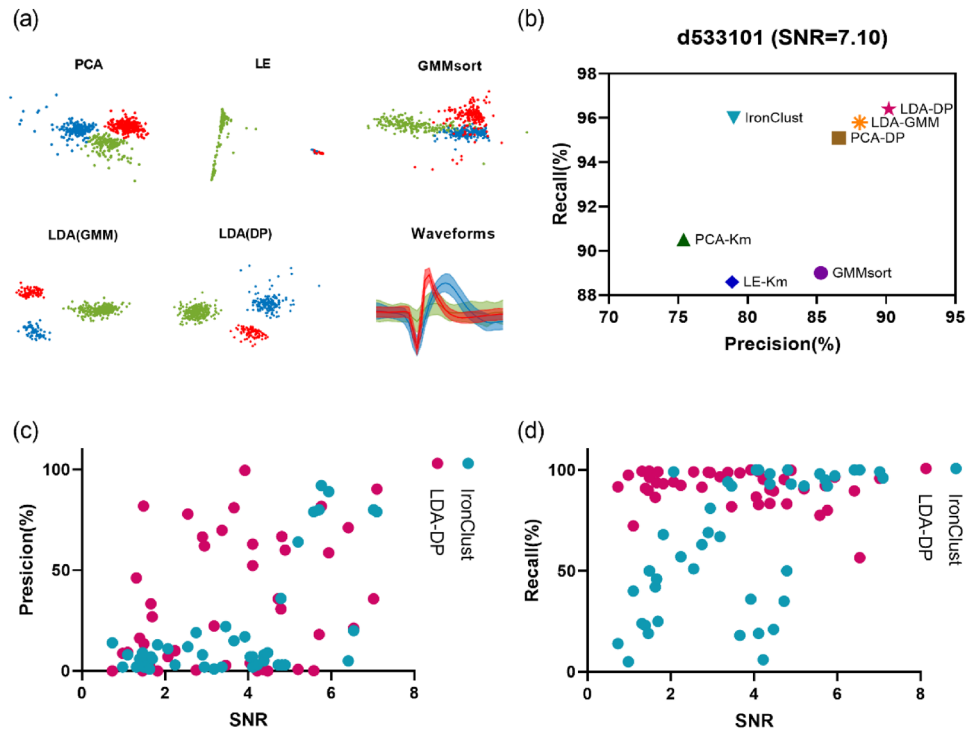 (a)
PCA
LE
GMMsort
LDA(GMM)
LDA(DP)
Waveforms
(b)
d533101 (SNR=7.10)
98
96
94
92
90
88
Recall(%)
IronClust
LDA-DP
LDA-GMM
PCA-DP
PCA-Km
LE-Km
GMMsort
70
75
80
85
90
95
Precision(%)
(c)
100
50
0
Presicion(%)
0
2
4
6
8
SNR
LDA-DP
IronClust
(d)
100
50
0
Recall(%)
0
2
4
6
8
SNR
LDA-DP
IronClust